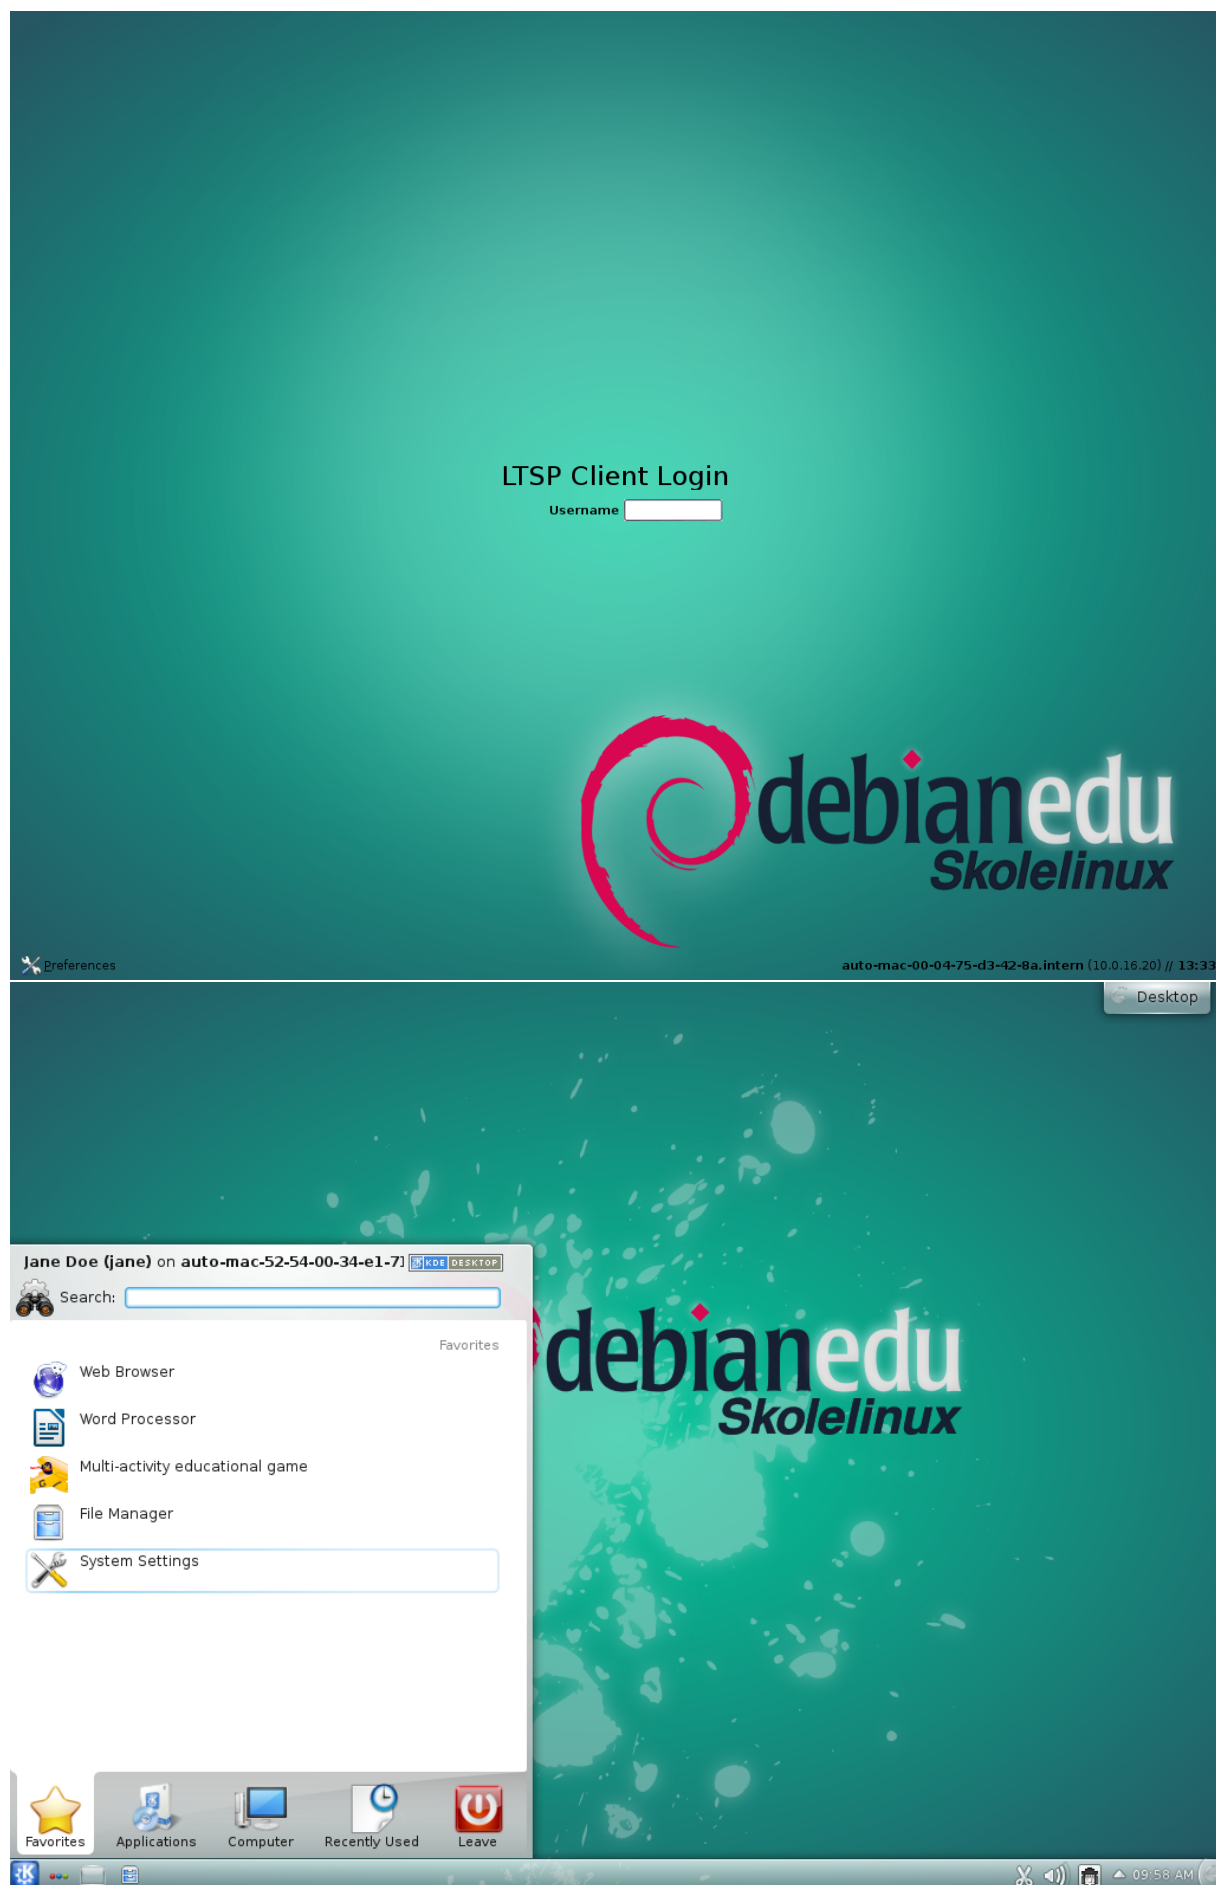 LTSP Client Login
Username
debianedu
Skolelinux
Preferences
auto-mac-00-04-75-d3-42-8a.intern (10.0.16.20) // 13:33
Desktop
Jane Doe (jane) on auto-mac-52-54-00-34-e1-71 KDE DESKTOP
Search:
Favorites
Web Browser
debianedu
Skolelinux
Word Processor
Multi-activity educational game
File Manager
System Settings
Favorites Applications Computer Recently Used Leave
09:58 AM